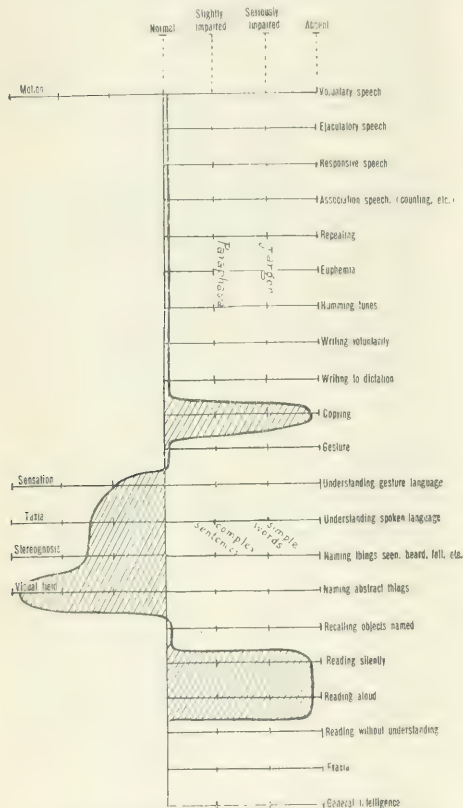 Normal
Slightly
impaired
Seriously
impaired
Absent
Motion
Voluntary speech
Ejaculatory speech
Responsive speech
Association speech, (counting, etc.)
Repeating
Euphemia
Paraphasia
Jargon
Humming tunes
Writing voluntarily
Writing to dictation
Copying
Gesture
Sensation
Understanding gesture language
Taxia
Understanding spoken language
complex
sentences
simple
words
Stereognosis
Naming things seen, heard, felt, etc.
Visual field
Naming abstract things
Recalling objects named
Reading silently
Reading aloud
Reading without understanding
Praxia
General intelligence